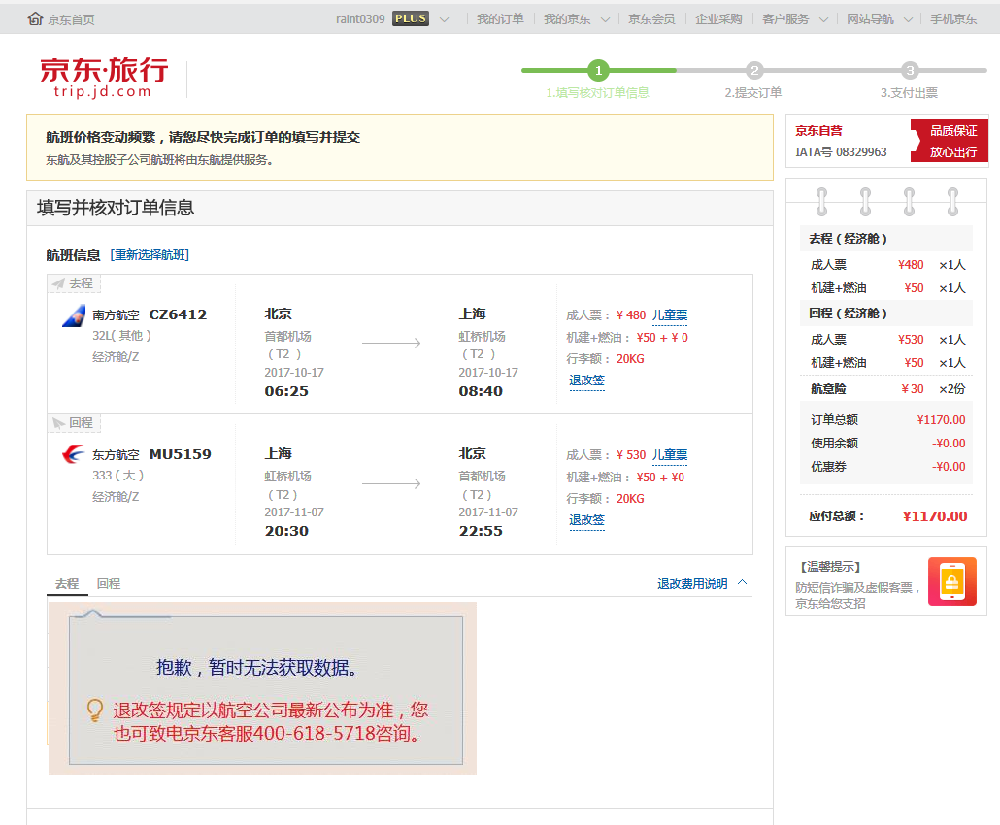 京东首页
raint0309 PLUS 我的订单 我的京东 京东会员 企业采购 客户服务 网站导航 手机京东
京东·旅行
trip.jd.com
1 2 3
1.填写核对订单信息 2.提交订单 3.支付出票
航班价格变动频繁，请您尽快完成订单的填写并提交
东航及其控股子公司航班将由东航提供服务。
填写并核对订单信息
航班信息 [重新选择航班]
去程
南方航空 CZ6412
32L( 其他 )
经济舱/Z
北京
首都机场
（T2 ）
2017-10-17
06:25
上海
虹桥机场
（T2 ）
2017-10-17
08:40
成人票：¥ 480 儿童票
机建+燃油：¥50 + ¥ 0
行李额：20KG
退改签
回程
东方航空 MU5159
333 ( 大 )
经济舱/Z
上海
虹桥机场
（T2 ）
2017-11-07
20:30
北京
首都机场
（T2 ）
2017-11-07
22:55
成人票：¥ 530 儿童票
机建+燃油：¥50 + ¥0
行李额：20KG
退改签
去程 回程 退改费用说明
抱歉，暂时无法获取数据。
退改签规定以航空公司最新公布为准，您
也可致电京东客服400-618-5718咨询。
京东自营
IATA号 08329963
品质保证
放心出行
去程（经济舱）
成人票 ¥480 ×1人
机建+燃油 ¥50 ×1人
回程（经济舱）
成人票 ¥530 ×1人
机建+燃油 ¥50 ×1人
航意险 ¥ 30 ×2份
订单总额 ¥1170.00
使用余额 -¥0.00
优惠券 -¥0.00
应付总额： ¥1170.00
【温馨提示】
防短信诈骗及虚假客票，
京东给您支招